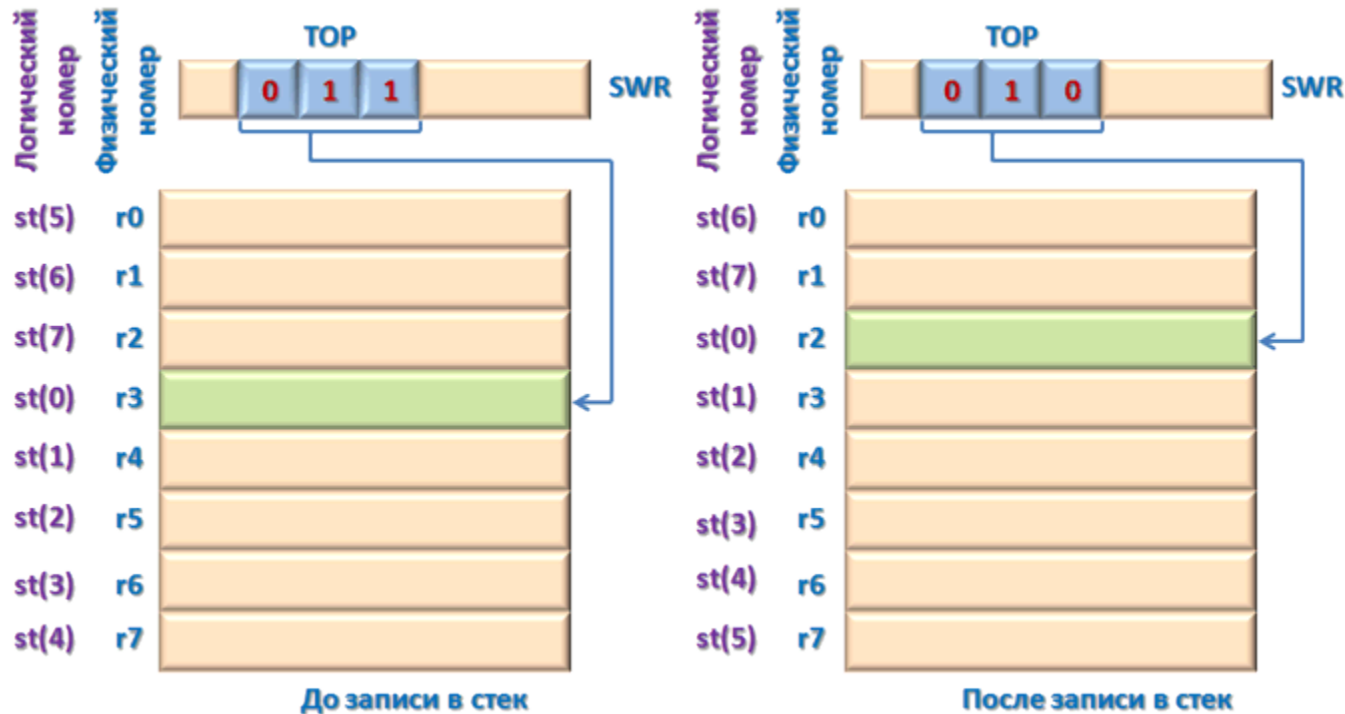 Логический номер
Физический номер
TOP
0 1 1
SWR
st(5) r0
st(6) r1
st(7) r2
st(0) r3
st(1) r4
st(2) r5
st(3) r6
st(4) r7
До записи в стек
Логический номер
Физический номер
TOP
0 1 0
SWR
st(6) r0
st(7) r1
st(0) r2
st(1) r3
st(2) r4
st(3) r5
st(4) r6
st(5) r7
После записи в стек